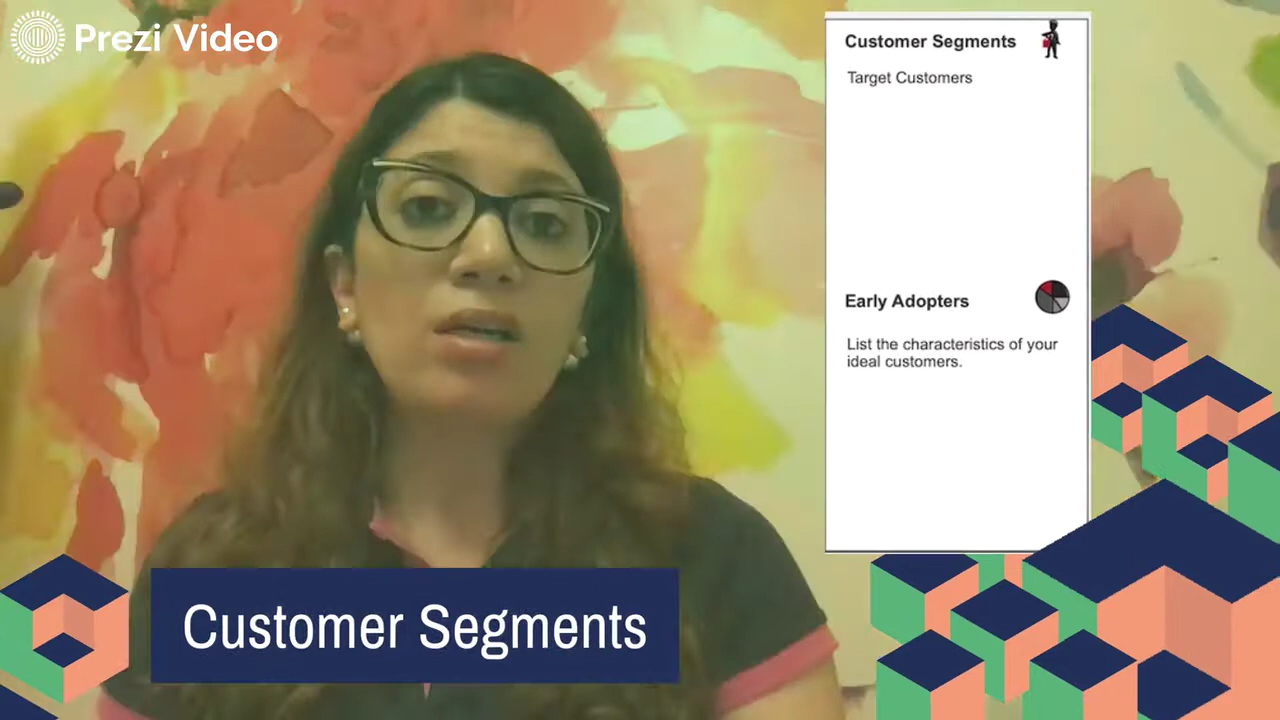 Prezi Video
Customer Segments
Target Customers
Early Adopters
List the characteristics of your
ideal customers.
Customer Segments